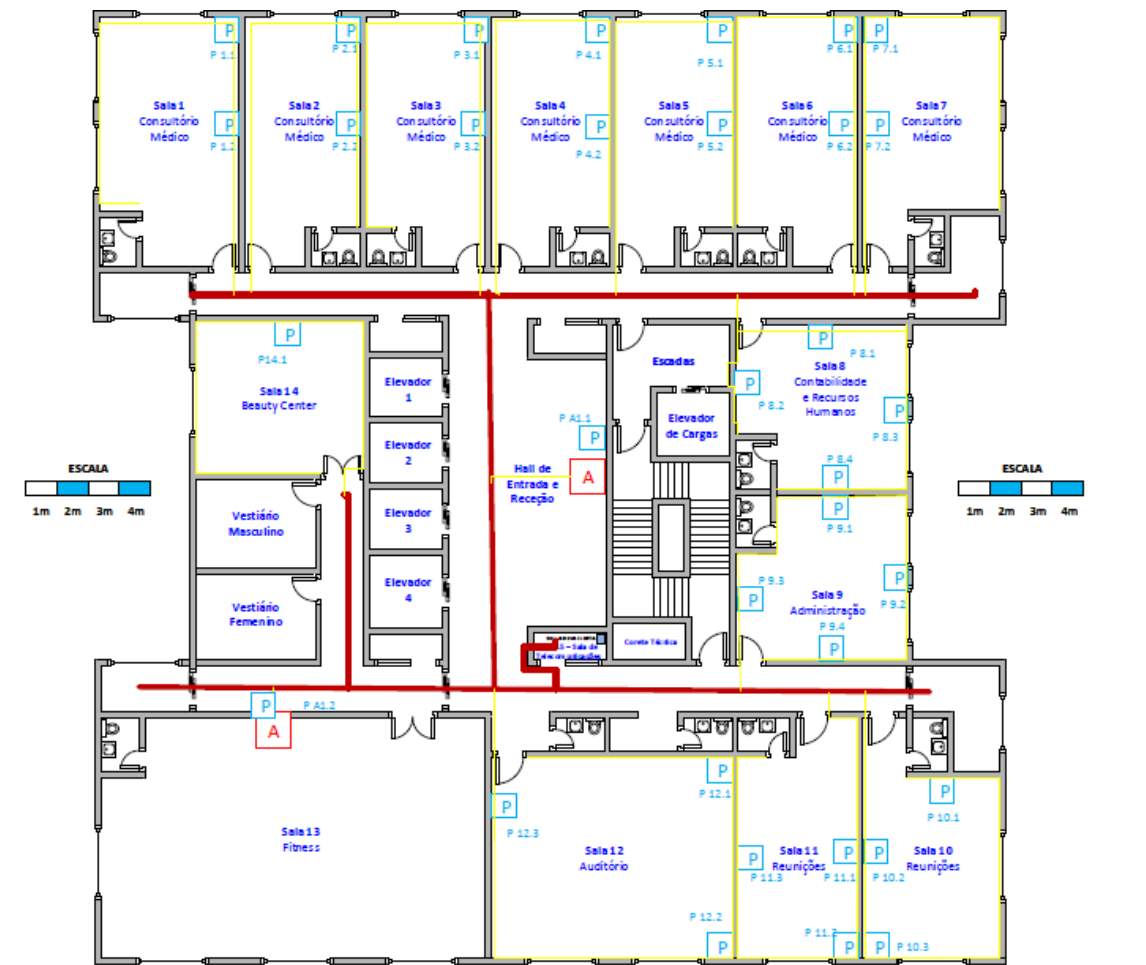 P
P
P
P
P
P
P
P 1.1
P 2.1
P 3.1
P 4.1
P 5.1
P 6.1
P 7.1
Sala 1
Consultório
Médico
P
P 1.2
Sala 2
Consultório
Médico
P
P 2.2
Sala 3
Consultório
Médico
P
P 3.2
Sala 4
Consultório
Médico
P
P 4.2
Sala 5
Consultório
Médico
P
P 5.2
Sala 6
Consultório
Médico
P
P 6.2
Sala 7
Consultório
Médico
P
P 7.2
P
P14.1
Sala 14
Beauty Center
Elevador
1
Elevador
2
Elevador
3
Elevador
4
Escadas
Elevador
de Cargas
P A1.1
P
A
Hall de
Entrada e
Receção
P
P 8.1
Sala 8
Contabilidade
e Recursos
Humanos
P
P 8.2
P
P 8.3
P 8.4
P
P
P 9.1
P
P 9.2
P 9.3
P
Sala 9
Administração
P 9.4
P
ESCALA
1m 2m 3m 4m
ESCALA
1m 2m 3m 4m
Vestiário
Masculino
Vestiário
Femenino
Sala de
Telecomunicações
Corete Técnica
P
P A1.2
A
Sala 13
Fitness
P
P 12.1
P
P 12.3
Sala 12
Auditório
P 12.2
P
Sala 11
Reuniões
P
P 11.3
P
P 11.1
P 11.2
P
P
P 10.1
P
P 10.2
Sala 10
Reunições
P
P 10.3